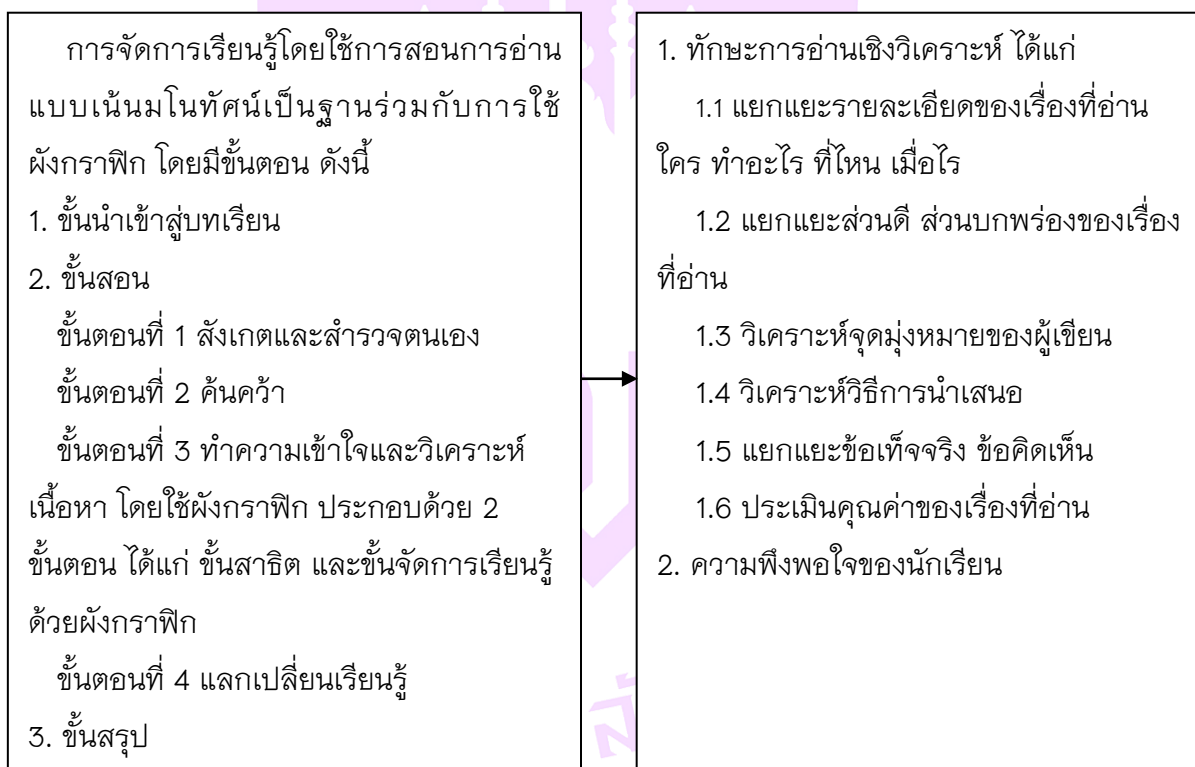 การจัดการเรียนรู้โดยใช้การสอนการอ่าน
แบบเน้นมโนทัศน์เป็นฐานร่วมกับการใช้
ผังกราฟิก โดยมีขั้นตอน ดังนี้
1. ขั้นนำเข้าสู่บทเรียน
2. ขั้นสอน
ขั้นตอนที่ 1 สังเกตและสำรวจตนเอง
ขั้นตอนที่ 2 ค้นคว้า
ขั้นตอนที่ 3 ทำความเข้าใจและวิเคราะห์
เนื้อหา โดยใช้ผังกราฟิก ประกอบด้วย 2
ขั้นตอน ได้แก่ ขั้นสาธิต และขั้นจัดการเรียนรู้
ด้วยผังกราฟิก
ขั้นตอนที่ 4 แลกเปลี่ยนเรียนรู้
3. ขั้นสรุป
1. ทักษะการอ่านเชิงวิเคราะห์ ได้แก่
1.1 แยกแยะรายละเอียดของเรื่องที่อ่าน
ใคร ทำอะไร ที่ไหน เมื่อไร
1.2 แยกแยะส่วนดี ส่วนบกพร่องของเรื่อง
ที่อ่าน
1.3 วิเคราะห์จุดมุ่งหมายของผู้เขียน
1.4 วิเคราะห์วิธีการนำเสนอ
1.5 แยกแยะข้อเท็จจริง ข้อคิดเห็น
1.6 ประเมินคุณค่าของเรื่องที่อ่าน
2. ความพึงพอใจของนักเรียน